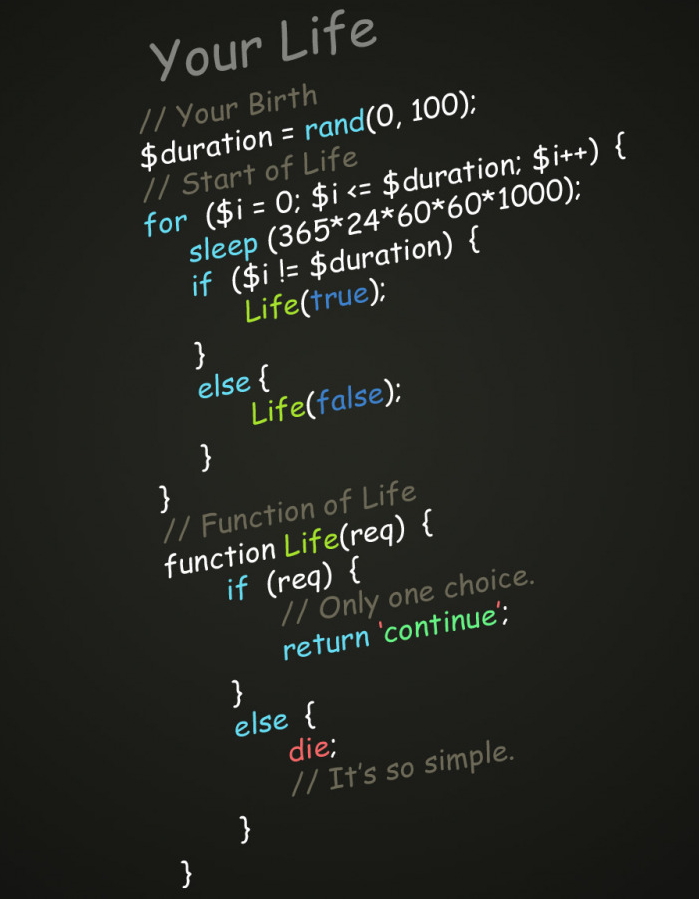 Your Life
// Your Birth
$duration = rand(0, 100);
// Start of Life
for ($i = 0; $i <= $duration; $i++) {
sleep (365*24*60*60*1000);
if ($i != $duration) {
Life(true);
}
else {
Life(false);
}
}
// Function of Life
function Life(req) {
if (req) {
// Only one choice.
return 'continue';
}
else {
die;
// It's so simple.
}
}